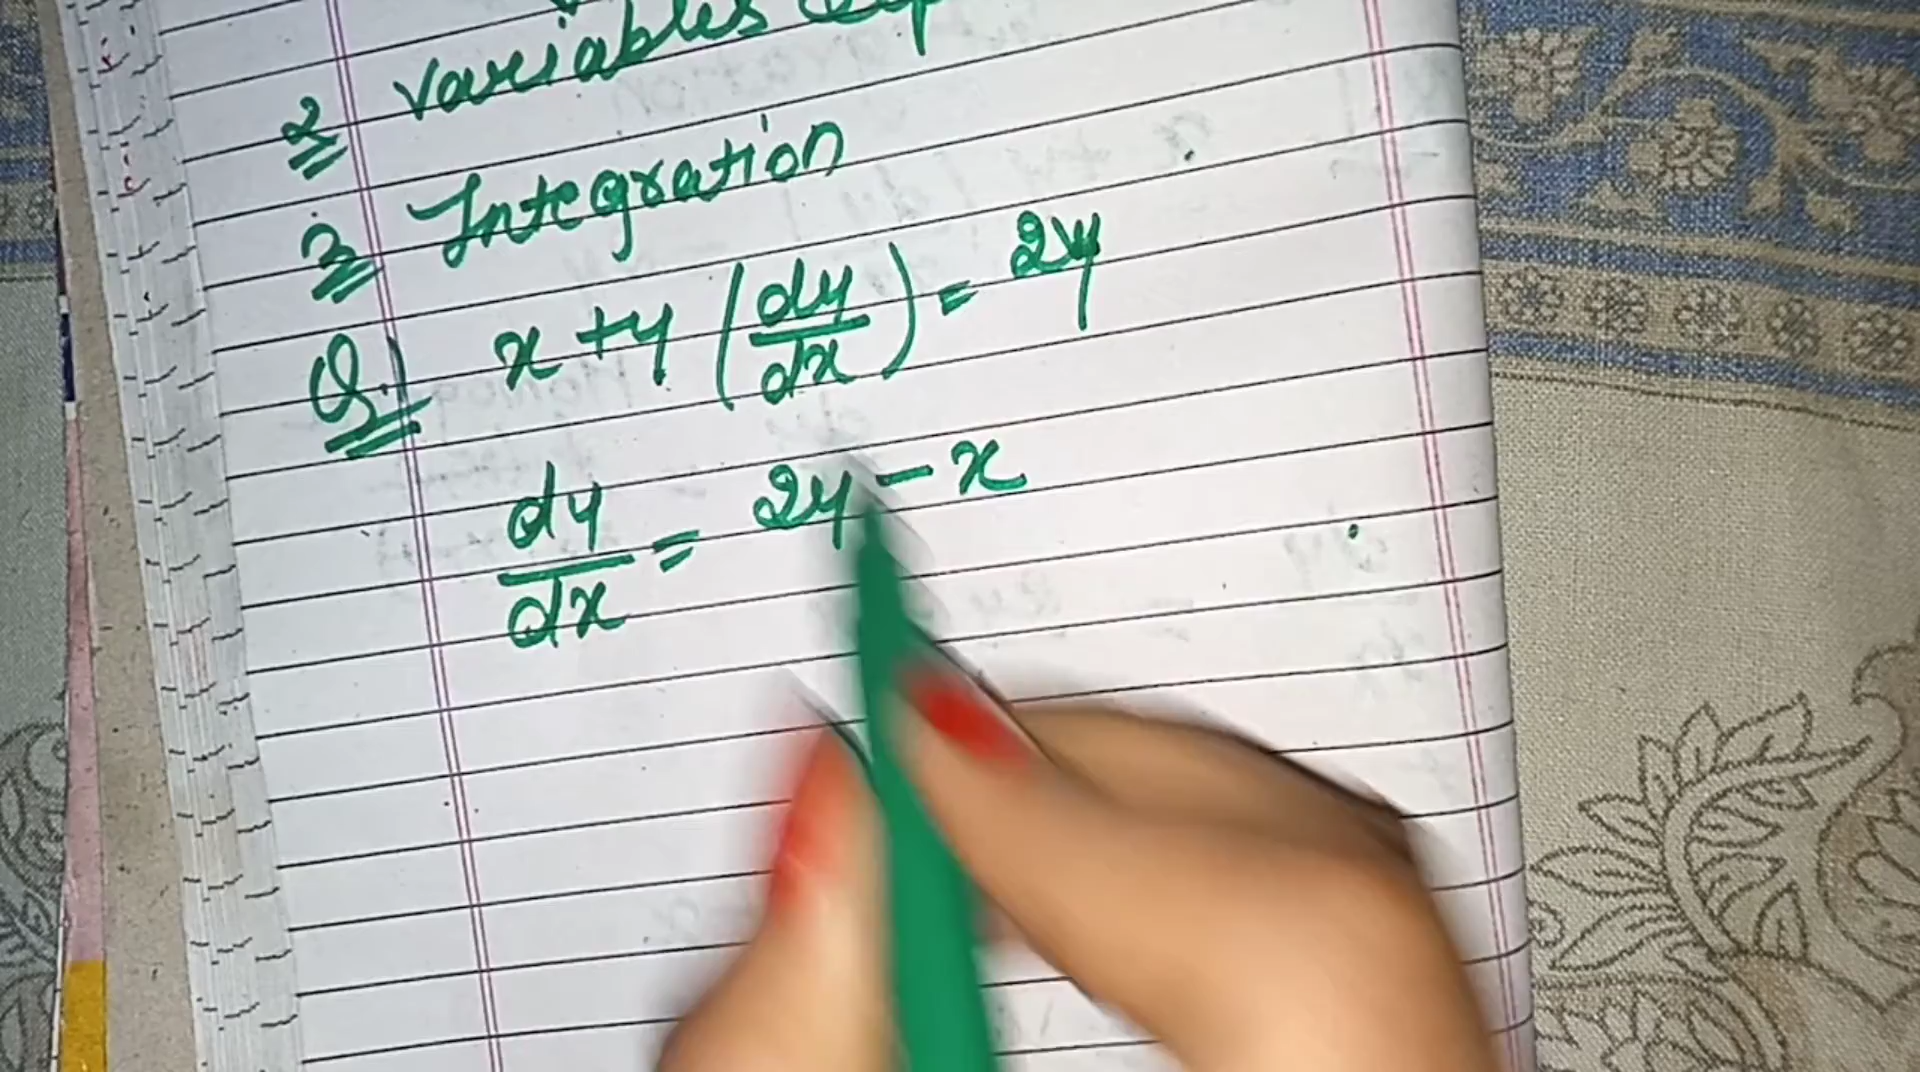 2 variables
3 Integration
Q.) x + y (dy/dx) = 2y
dy/dx = 2y - x